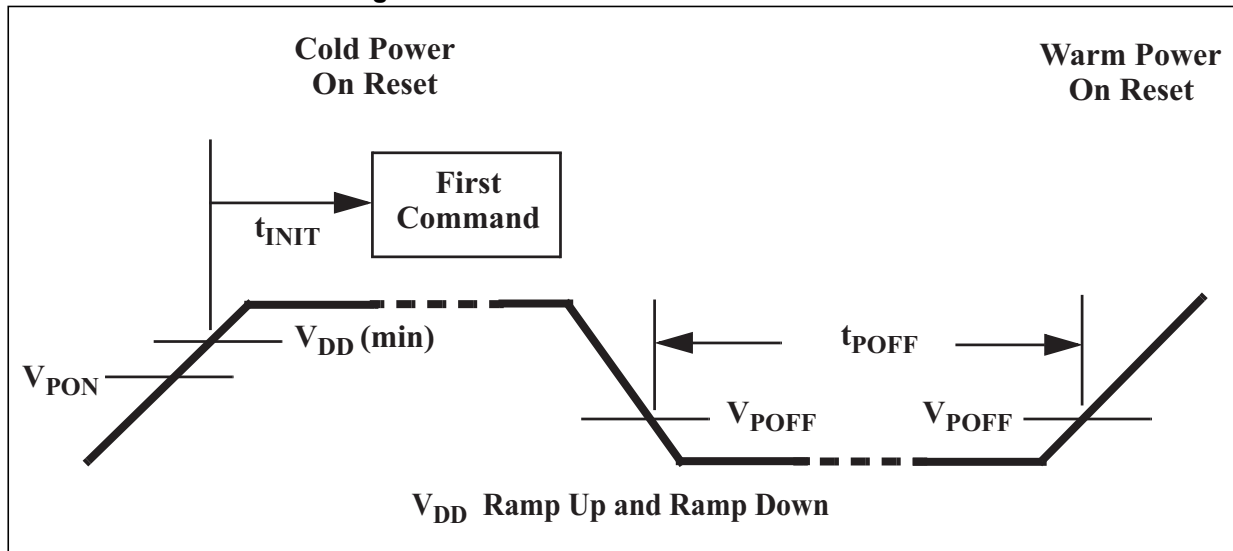 Cold Power
On Reset
Warm Power
On Reset
First
Command
tINIT
VDD (min)
VPON
tPOFF
VPOFF
VPOFF
VDD Ramp Up and Ramp Down